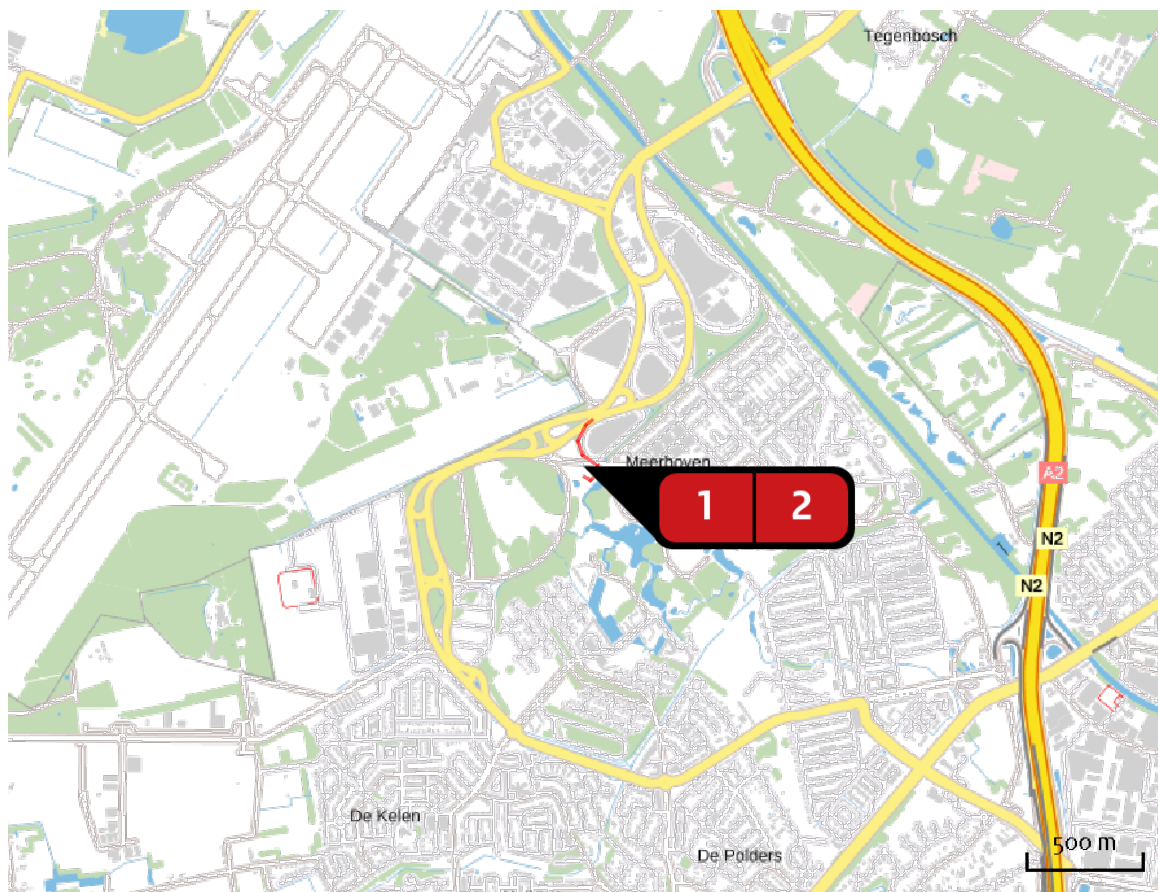 Tegenbosch
Meerhoven
A2
1 2
N2
N2
De Kelen
500 m
De Polders